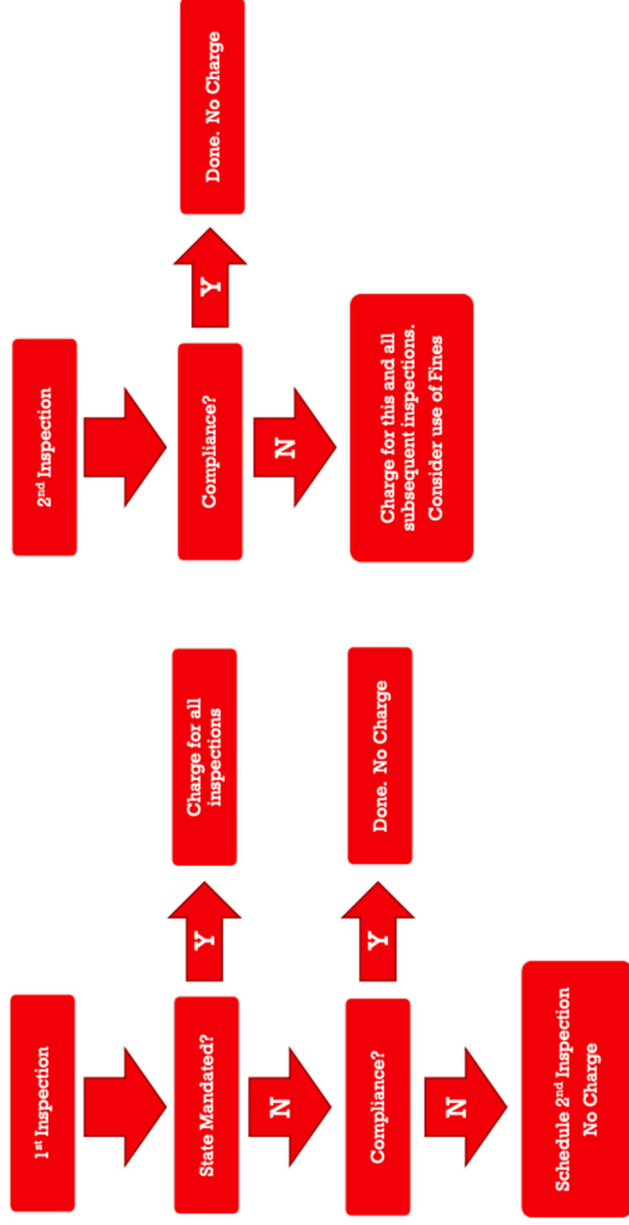 1st Inspection
State Mandated?
Y
Charge for all
inspections
N
Compliance?
Y
Done. No Charge
N
Schedule 2nd Inspection
No Charge
2nd Inspection
Compliance?
Y
Done. No Charge
N
Charge for this and all
subsequent inspections.
Consider use of Fines